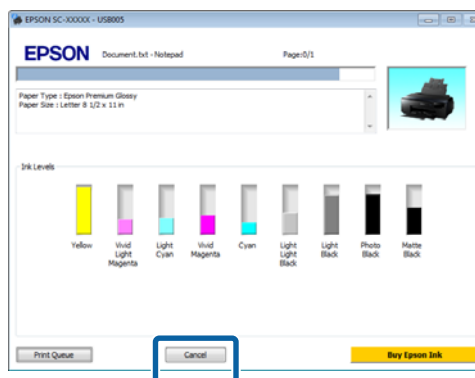 EPSON SC-XXXXX - USB005
EPSON
Document.txt - Notepad
Page:0/1
Paper Type : Epson Premium Glossy
Paper Size : Letter 8 1/2 x 11 in
Ink Levels
Yellow
Vivid
Light
Magenta
Light
Cyan
Vivid
Magenta
Cyan
Light
Light
Black
Light
Black
Photo
Black
Matte
Black
Print Queue
Cancel
Buy Epson Ink